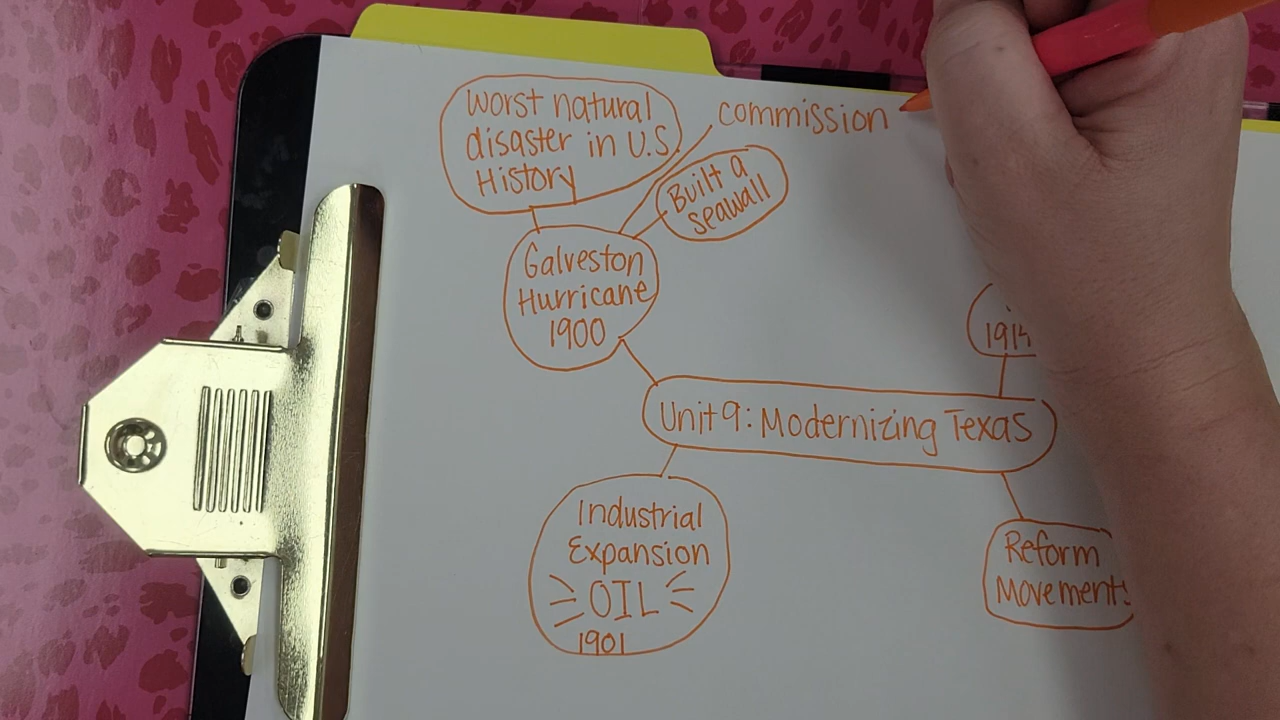 worst natural
disaster in U.S.
History
commission
Built a
seawall
Galveston
Hurricane
1900
Unit 9: Modernizing Texas
Industrial
Expansion
OIL
1901
Reform
Movements